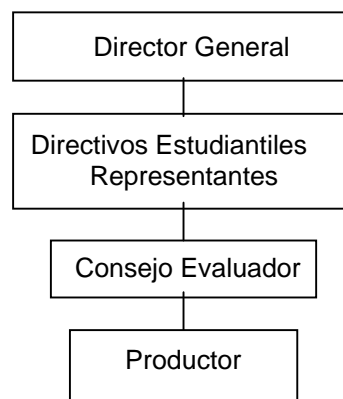 Director General
Directivos Estudiantiles
Representantes
Consejo Evaluador
Productor